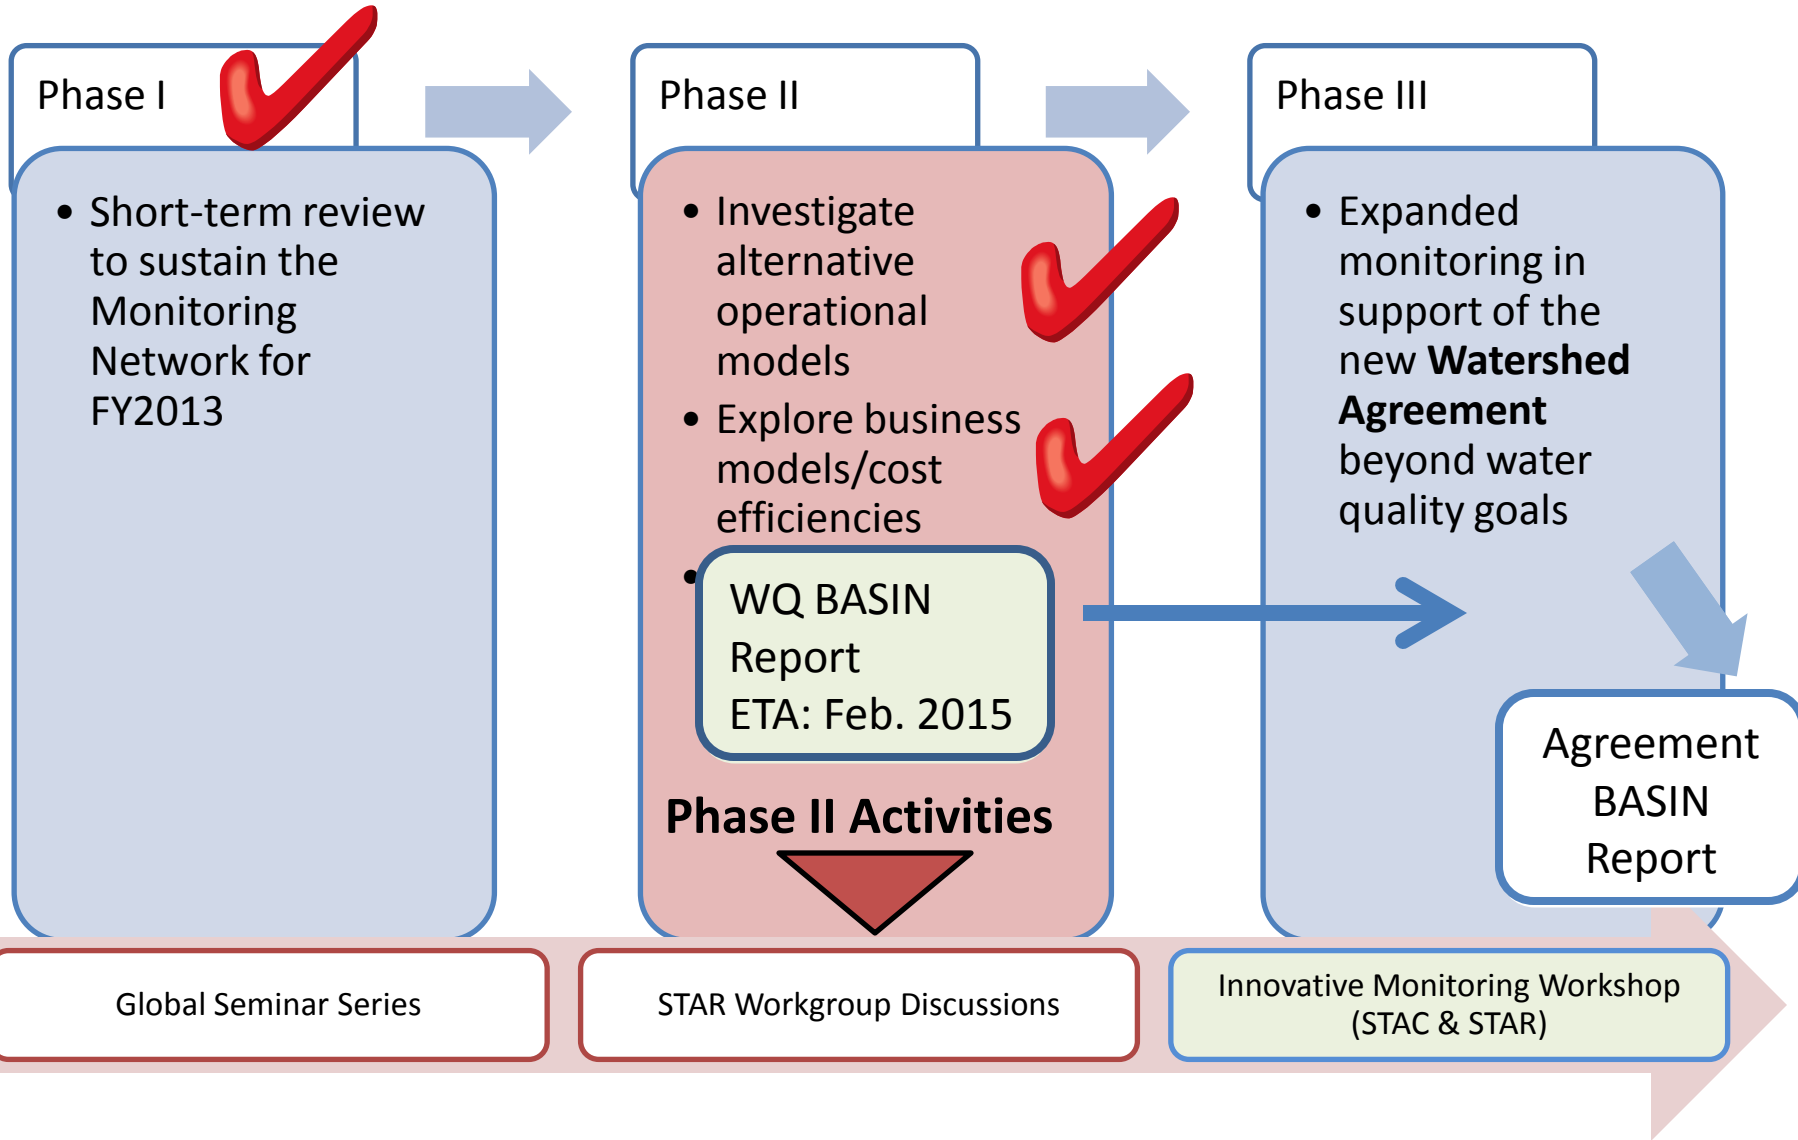 Phase I
• Short-term review
to sustain the
Monitoring
Network for
FY2013
Phase II
• Investigate
alternative
operational
models
• Explore business
models/cost
efficiencies
•
WQ BASIN
Report
ETA: Feb. 2015
Phase II Activities
Phase III
• Expanded
monitoring in
support of the
new Watershed
Agreement
beyond water
quality goals
Agreement
BASIN
Report
Global Seminar Series
STAR Workgroup Discussions
Innovative Monitoring Workshop
(STAC & STAR)